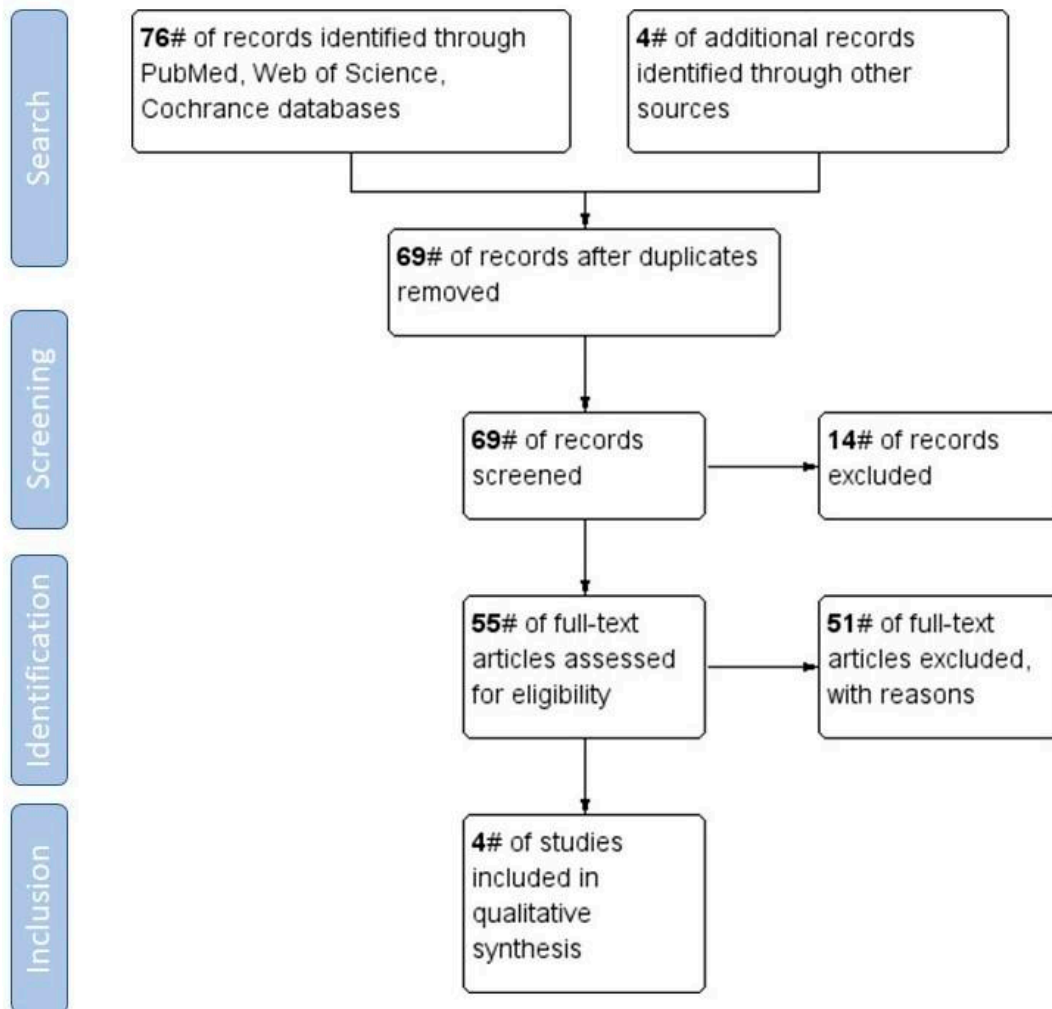 Search
76# of records identified through
PubMed, Web of Science,
Cochrance databases
4# of additional records
identified through other
sources
69# of records after duplicates
removed
Screening
69# of records
screened
14# of records
excluded
Identification
55# of full-text
articles assessed
for eligibility
51# of full-text
articles excluded,
with reasons
Inclusion
4# of studies
included in
qualitative
synthesis